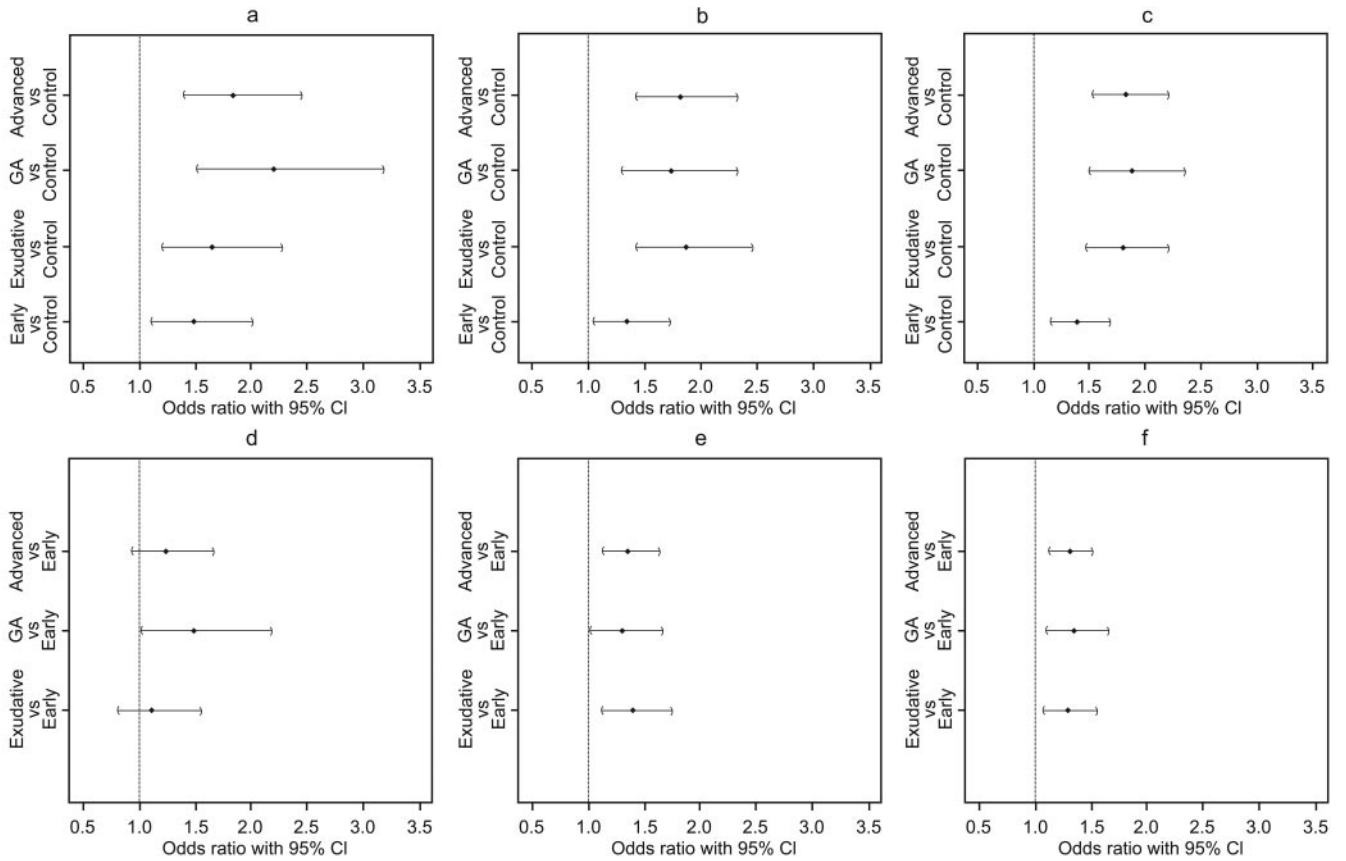 a
Advanced
vs
Control
GA
vs
Control
Exudative
vs
Control
Early
vs
Control
0.5 1.0 1.5 2.0 2.5 3.0 3.5
Odds ratio with 95% CI
b
Advanced
vs
Control
GA
vs
Control
Exudative
vs
Control
Early
vs
Control
0.5 1.0 1.5 2.0 2.5 3.0 3.5
Odds ratio with 95% CI
c
Advanced
vs
Control
GA
vs
Control
Exudative
vs
Control
Early
vs
Control
0.5 1.0 1.5 2.0 2.5 3.0 3.5
Odds ratio with 95% CI
d
Advanced
vs
Early
GA
vs
Early
Exudative
vs
Early
0.5 1.0 1.5 2.0 2.5 3.0 3.5
Odds ratio with 95% CI
e
Advanced
vs
Early
GA
vs
Early
Exudative
vs
Early
0.5 1.0 1.5 2.0 2.5 3.0 3.5
Odds ratio with 95% CI
f
Advanced
vs
Early
GA
vs
Early
Exudative
vs
Early
0.5 1.0 1.5 2.0 2.5 3.0 3.5
Odds ratio with 95% CI